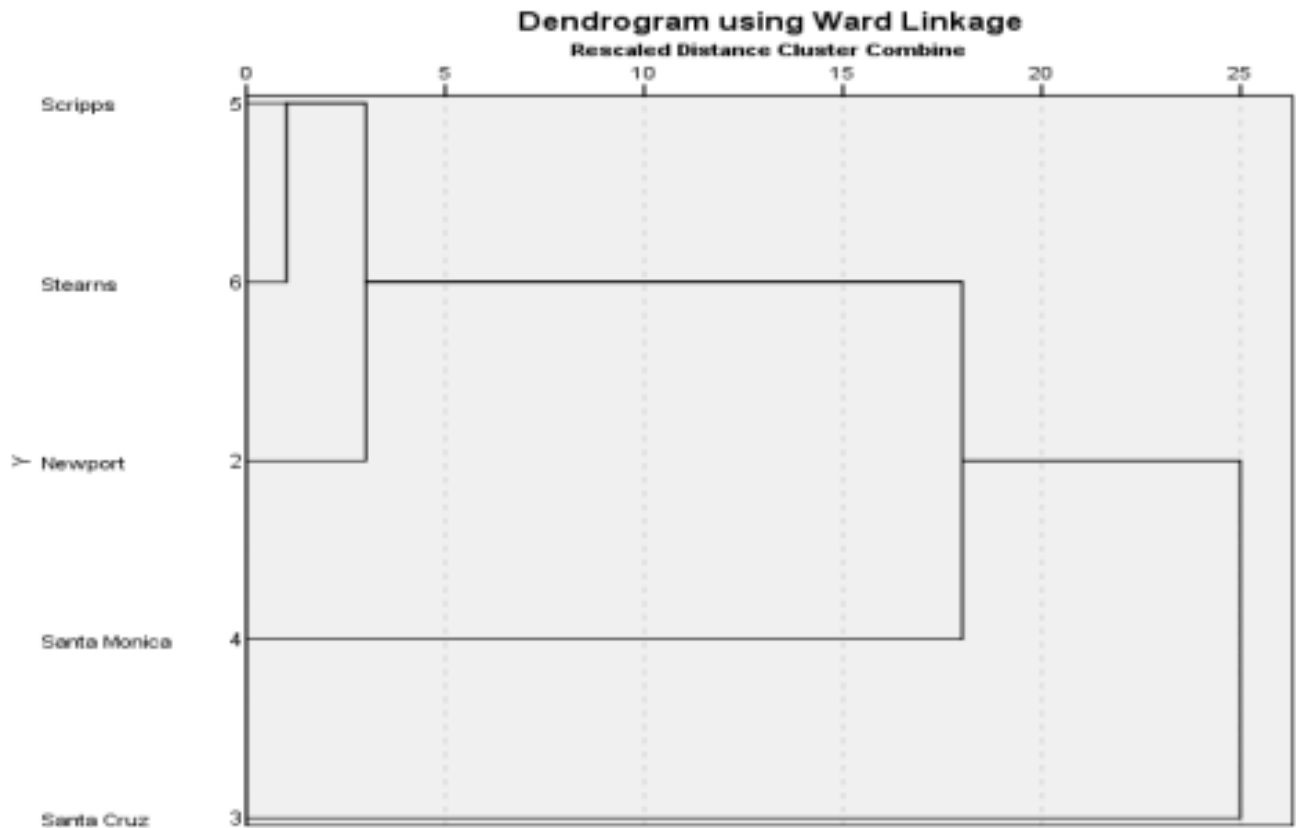 Dendrogram using Ward Linkage
Rescaled Distance Cluster Combine
0 5 10 15 20 25
Scripps 5
Stearns 6
Y Newport 2
Santa Monica 4
Santa Cruz 3